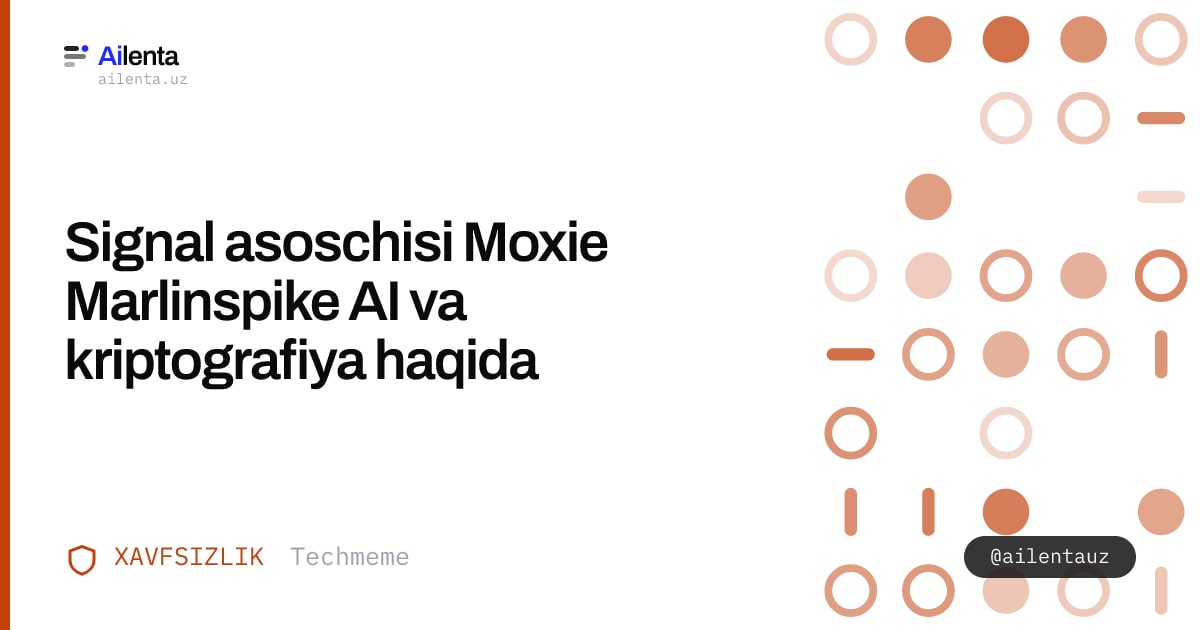 Ailenta
ailenta.uz
Signal asoschisi Moxie
Marlinspike AI va
kriptografiya haqida
XAVFSIZLIK Techmeme
@ailentauz